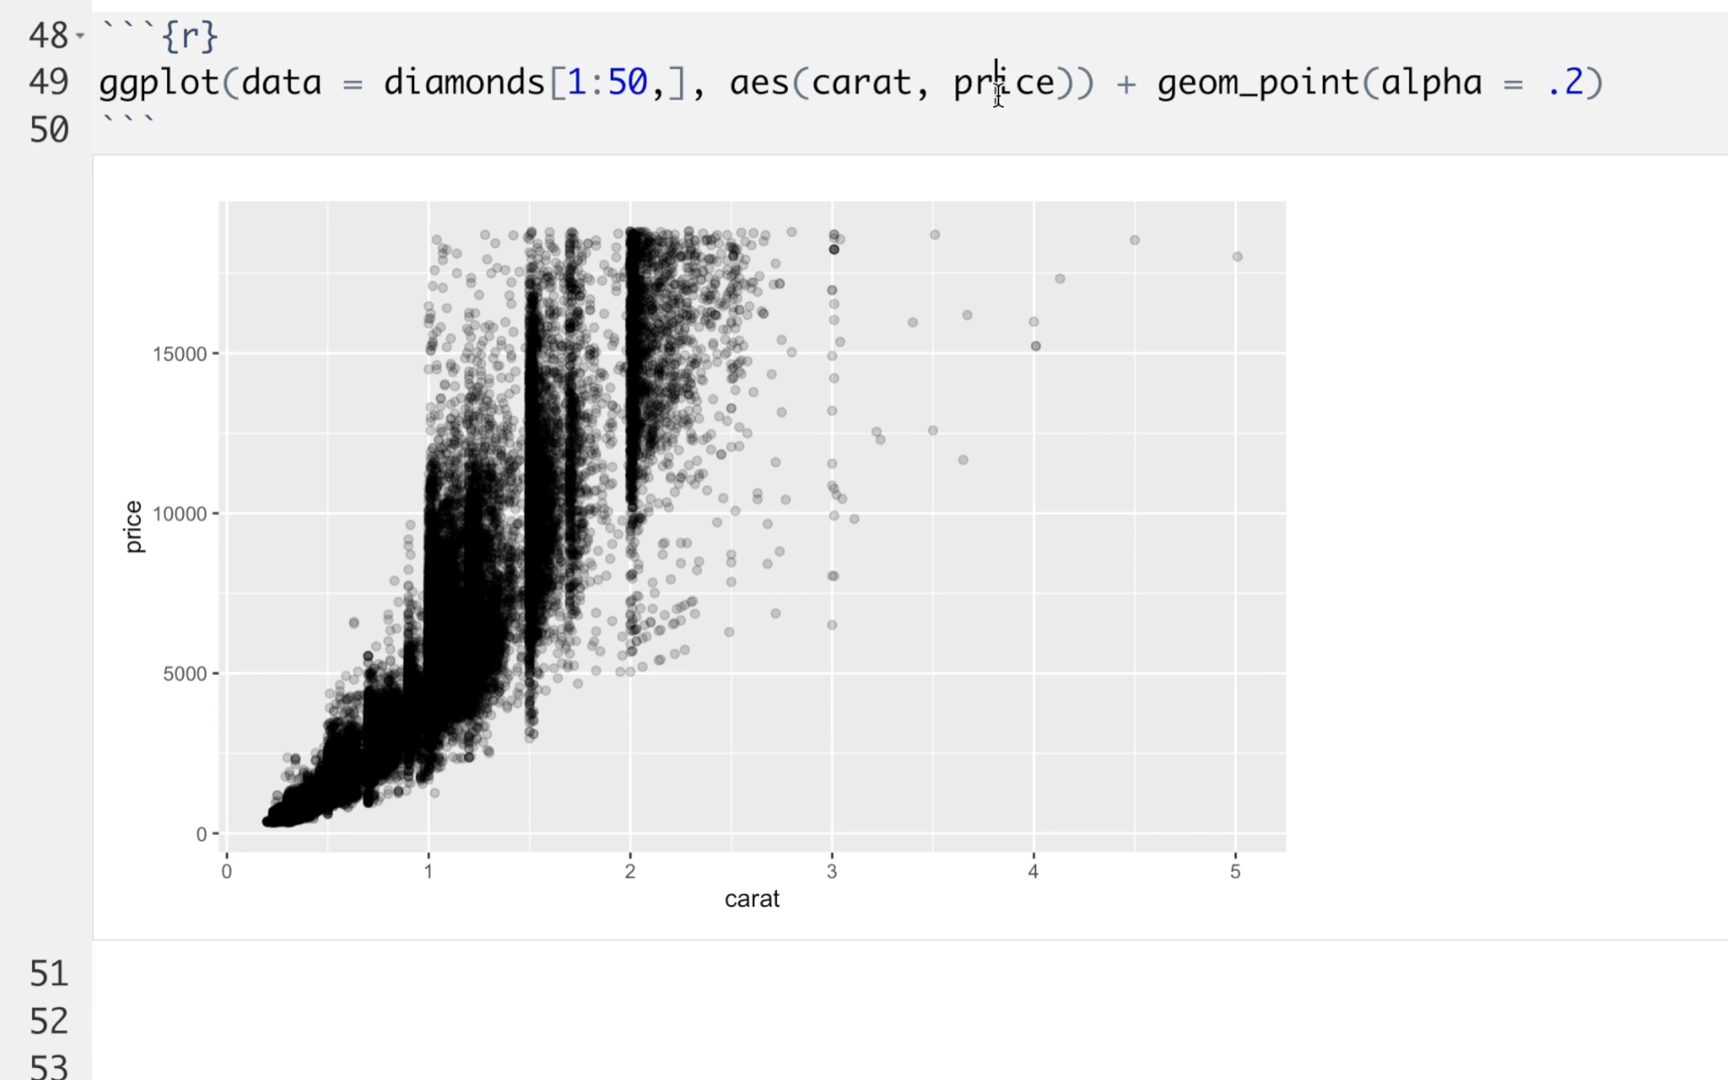 48 ```{r}
49 ggplot(data = diamonds[1:50,], aes(carat, price)) + geom_point(alpha = .2)
50 ```
15000
10000
5000
0
price
0 1 2 3 4 5
carat
51
52
53